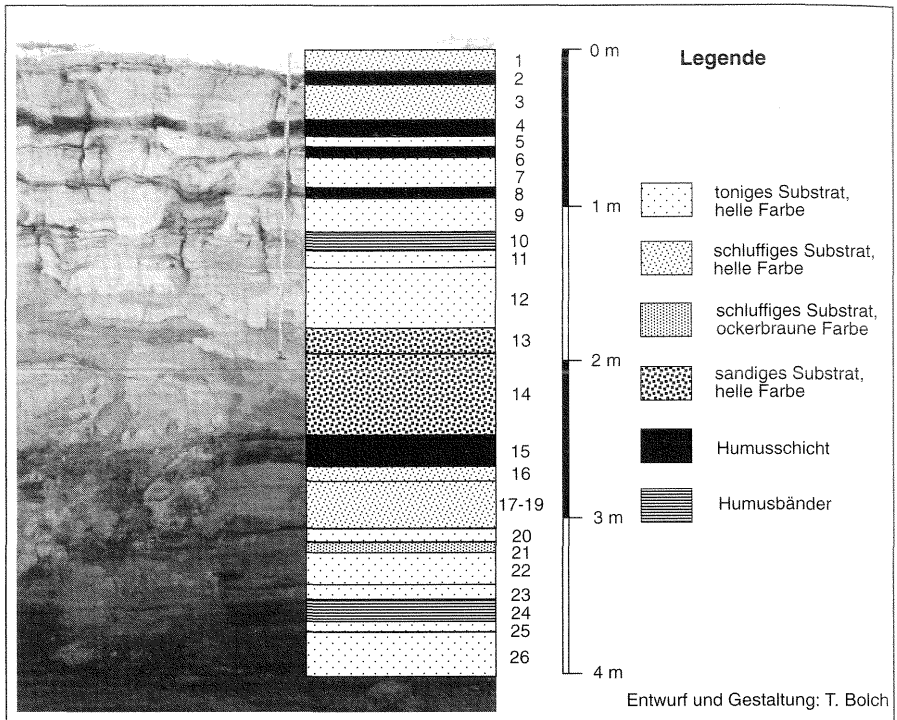 Legende
1
2
3
4
5
6
7
8
9
10
11
12
13
14
15
16
17-19
20
21
22
23
24
25
26
0 m
1 m
2 m
3 m
4 m
toniges Substrat,
helle Farbe
schluffiges Substrat,
helle Farbe
schluffiges Substrat,
ockerbraune Farbe
sandiges Substrat,
helle Farbe
Humusschicht
Humusbänder
Entwurf und Gestaltung: T. Bolch